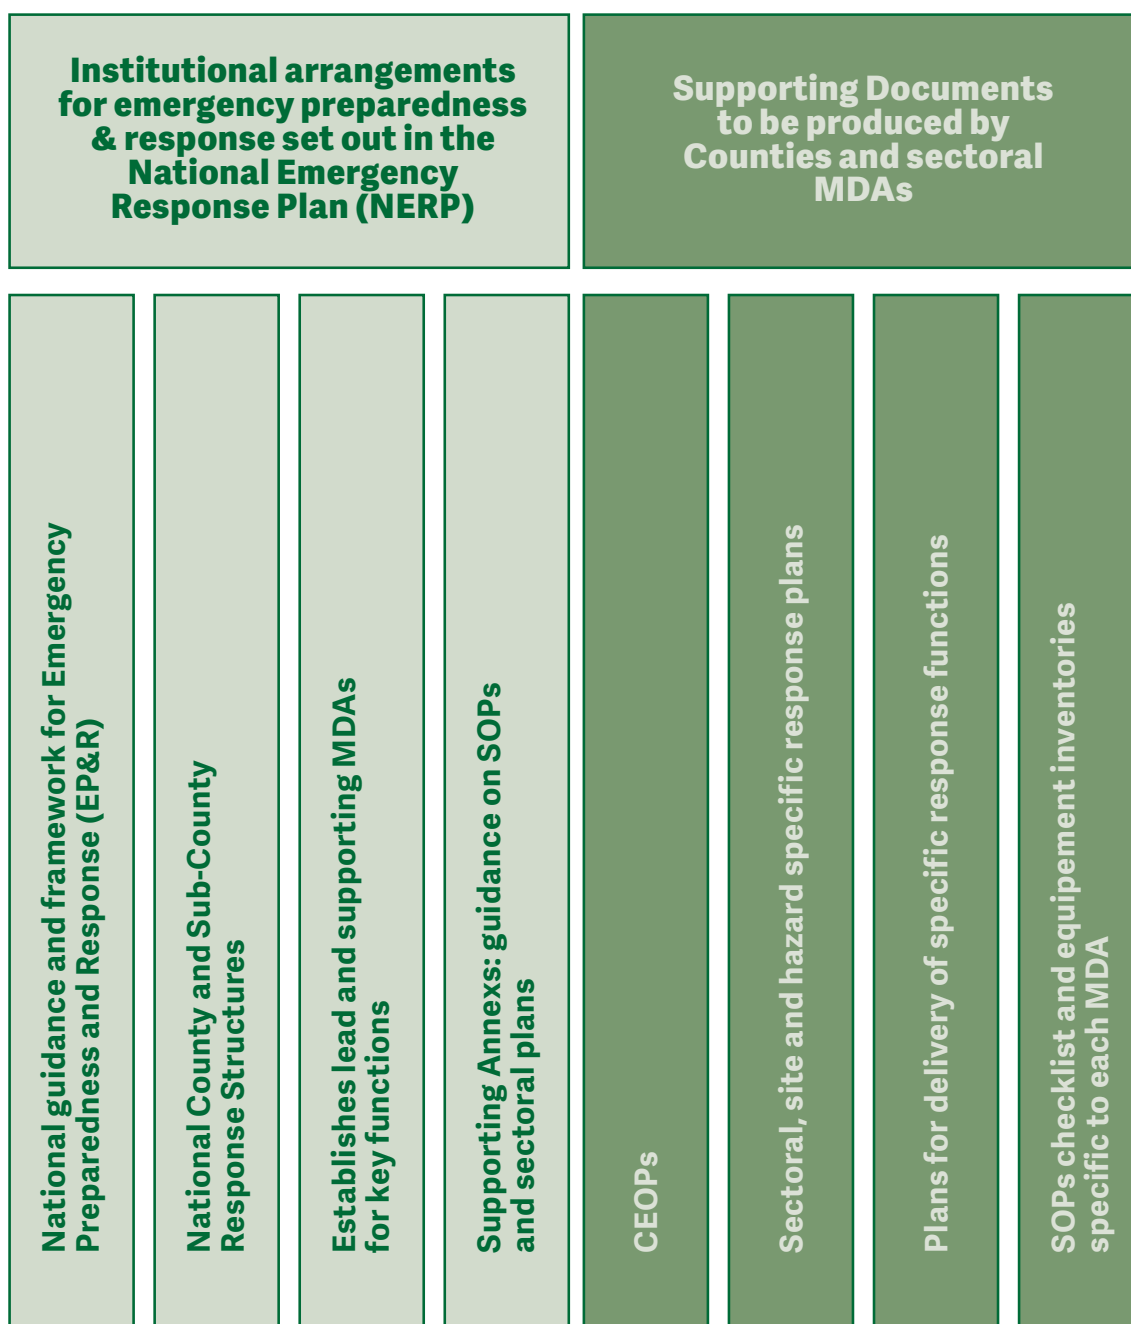 Institutional arrangements
for emergency preparedness
& response set out in the
National Emergency
Response Plan (NERP)
Supporting Documents
to be produced by
Counties and sectoral
MDAs
National guidance and framework for Emergency
Preparedness and Response (EP&R)
National County and Sub-County
Response Structures
Establishes lead and supporting MDAs
for key functions
Supporting Annexs: guidance on SOPs
and sectoral plans
CEOPs
Sectoral, site and hazard specific response plans
Plans for delivery of specific response functions
SOPs checklist and equipement inventories
specific to each MDA